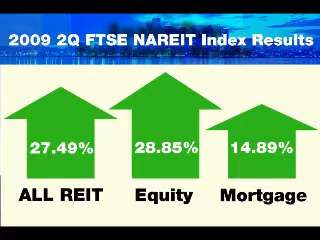 2009 2Q FTSE NAREIT Index Results
27.49% 28.85% 14.89%
ALL REIT Equity Mortgage